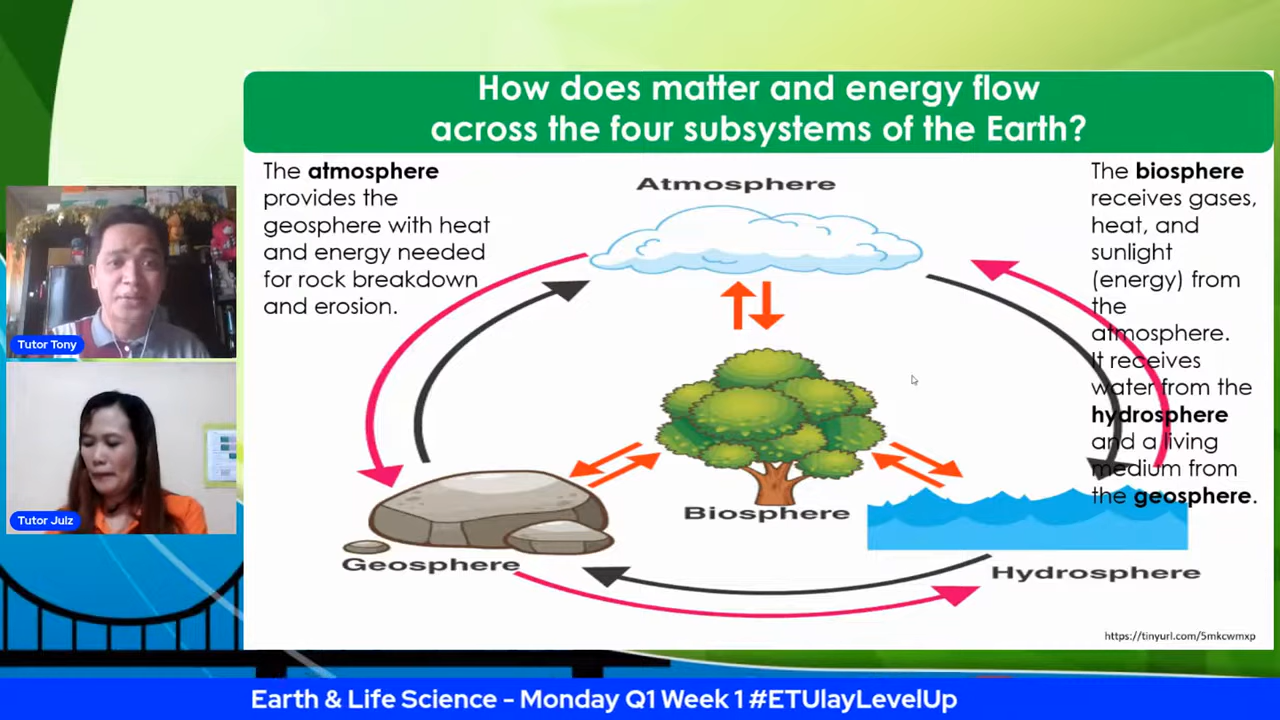 How does matter and energy flow
across the four subsystems of the Earth?
The atmosphere
provides the
geosphere with heat
and energy needed
for rock breakdown
and erosion.
Atmosphere
The biosphere
receives gases,
heat, and
sunlight
(energy) from
the
atmosphere.
It receives
water from the
hydrosphere
and a living
medium from
the geosphere.
Biosphere
Geosphere
Hydrosphere
https://tinyurl.com/5mkcwmxp
Tutor Tony
Tutor Julz
Earth & Life Science - Monday Q1 Week 1 #ETUlayLevelUp